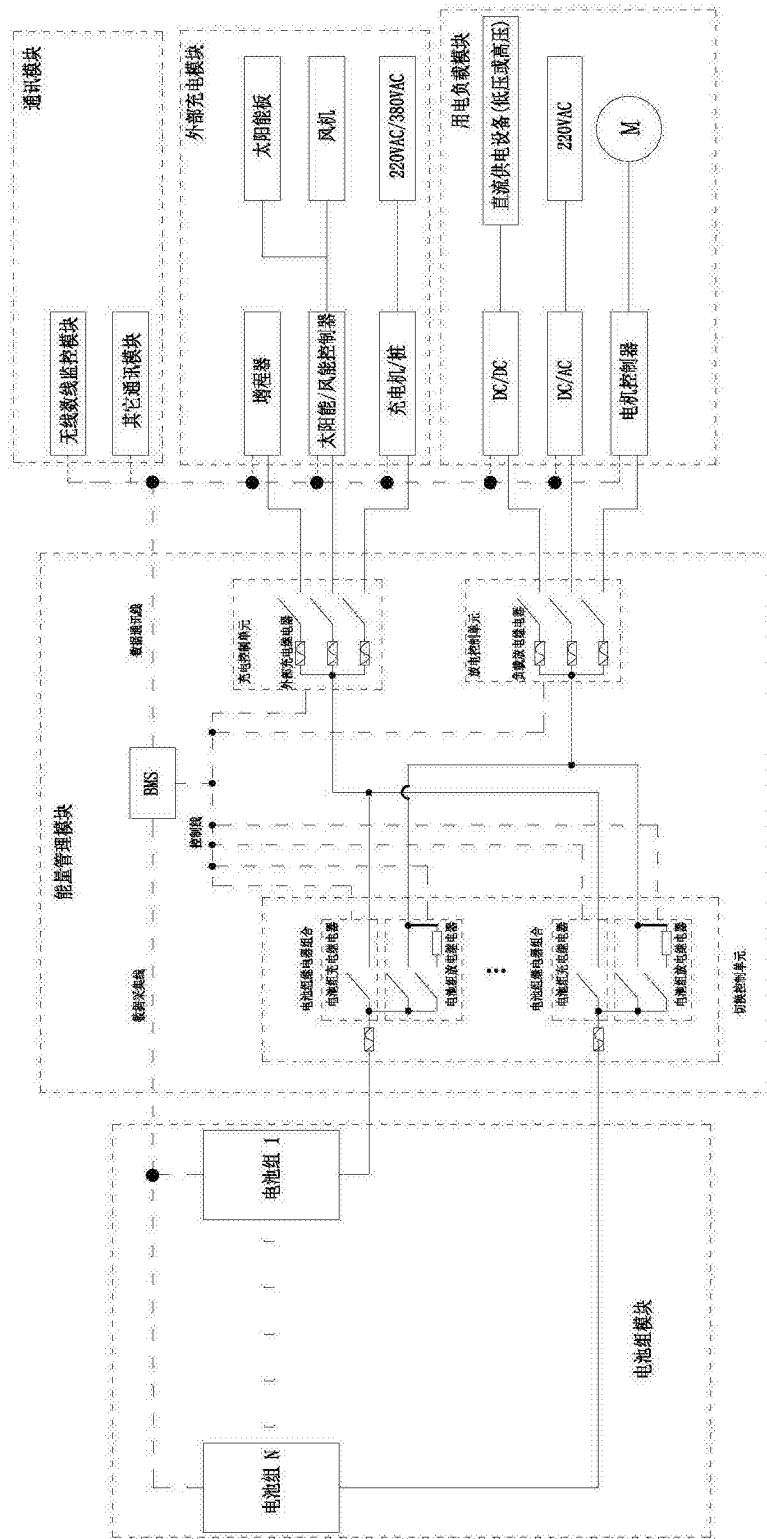 通讯模块
无线数线监控模块
其它通讯模块
外部充电模块
太阳能板
风机
220VAC/380VAC
增程器
太阳能/风能控制器
充电机/桩
用电负载模块
直流供电设备(低压或高压)
220VAC
M
DC/DC
DC/AC
电机控制器
能量管理模块
数据通讯线
BMS
数据采集线
控制线
充电控制单元
外部充电继电器
放电控制单元
负载放电继电器
电池组继电器组合
电池组充电继电器
电池组放电继电器
电池组继电器组合
电池组充电继电器
电池组放电继电器
切换控制单元
电池组 1
电池组 N
电池组模块